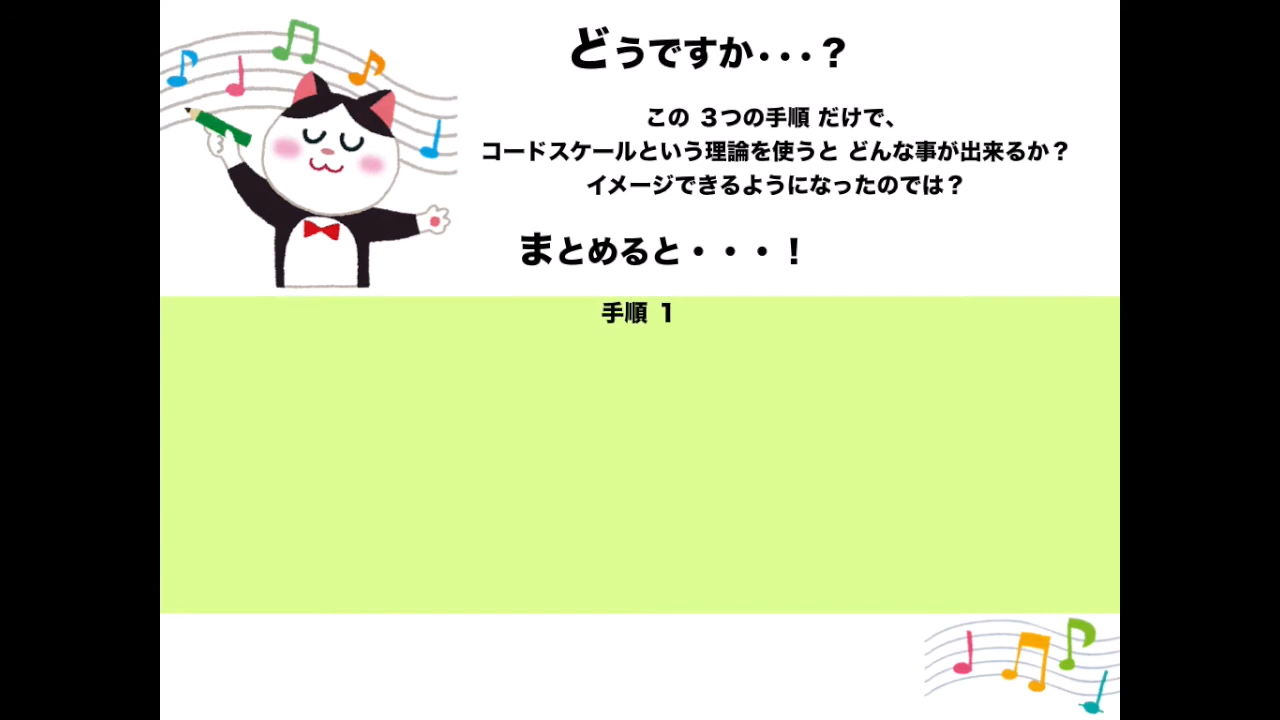 どうですか･･･？
この ３つの手順 だけで、
コードスケールという理論を使うと どんな事が出来るか？
イメージできるようになったのでは？
まとめると・・・！
手順 １